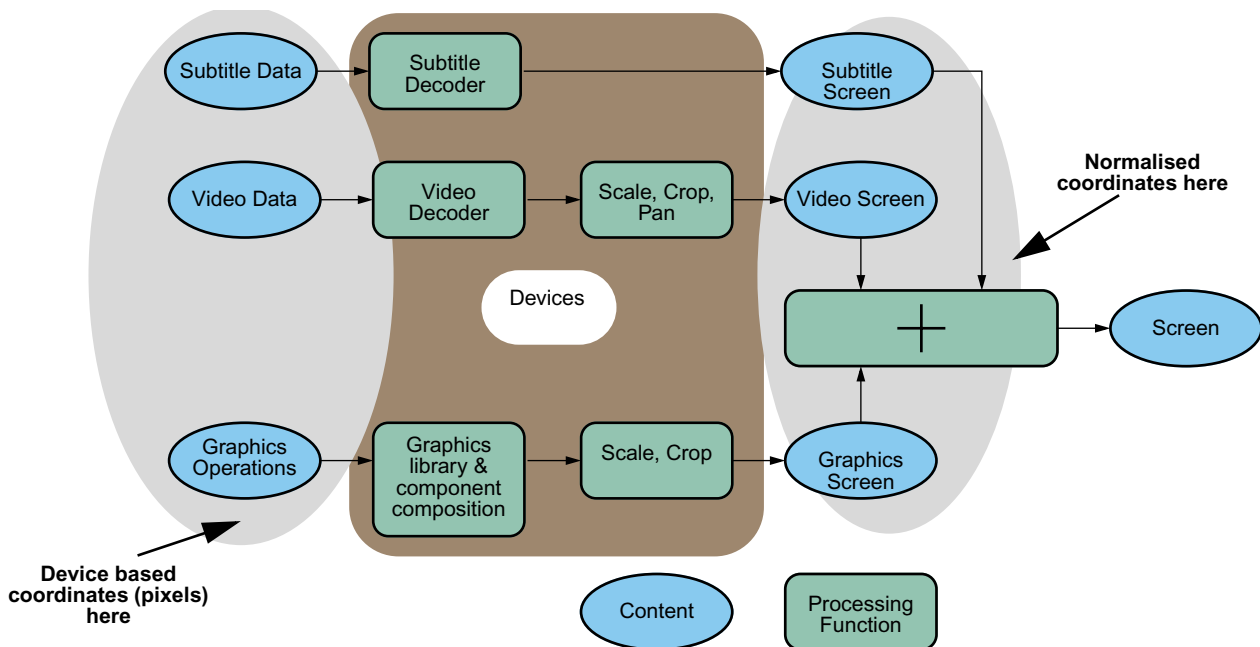 Subtitle Data
Subtitle
Decoder
Subtitle
Screen
Normalised
coordinates here
Video Data
Video
Decoder
Scale, Crop,
Pan
Video Screen
Devices
Screen
Graphics
Operations
Graphics
library &
component
composition
Scale, Crop
Graphics
Screen
Device based
coordinates (pixels)
here
Content
Processing
Function